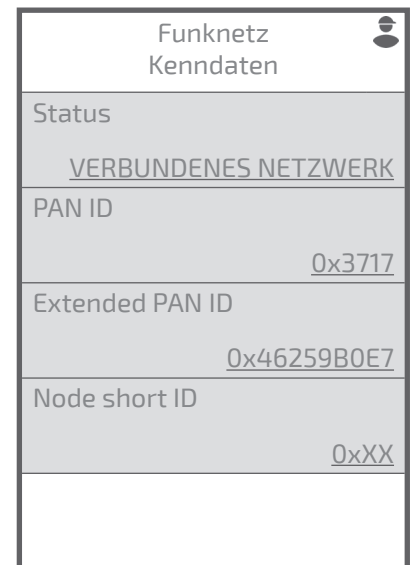 Funknetz
Kenndaten
Status
VERBUNDENES NETZWERK
PAN ID
0x3717
Extended PAN ID
0x46259B0E7
Node short ID
0xXX